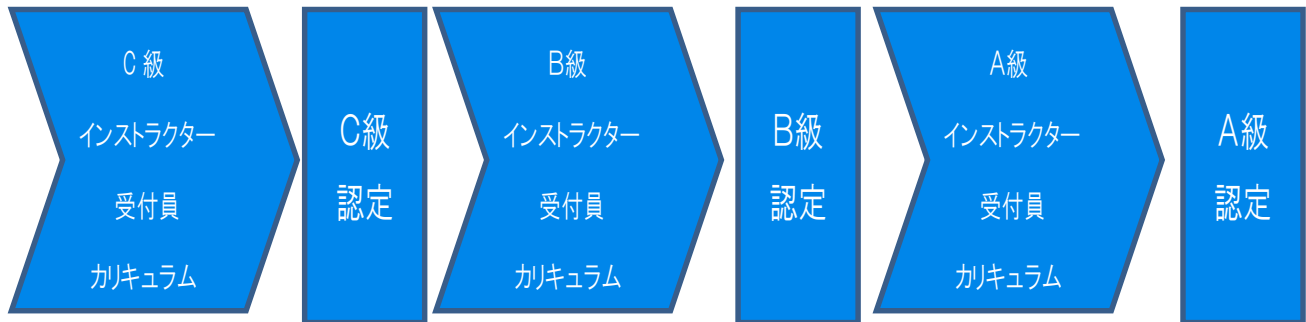 C 級
インストラクター
受付員
カリキュラム
C級
認定
B級
インストラクター
受付員
カリキュラム
B級
認定
A級
インストラクター
受付員
カリキュラム
A級
認定